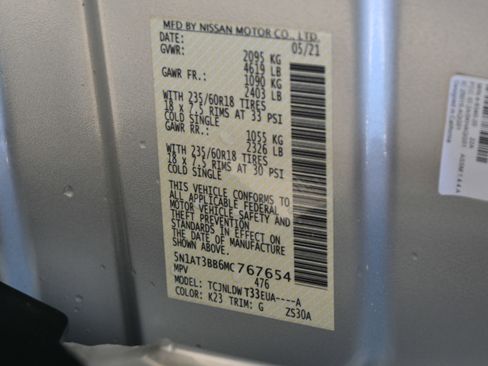 MFD BY NISSAN MOTOR CO., LTD.
DATE: 05/21
GVWR: 2095 KG
4619 LB
GAWR FR.: 1090 KG
2403 LB
WITH 235/60R18 TIRES
18 x 7.5 RIMS AT 33 PSI
COLD SINGLE
GAWR RR.: 1055 KG
2326 LB
WITH 235/60R18 TIRES
18 x 7.5 RIMS AT 30 PSI
COLD SINGLE
THIS VEHICLE CONFORMS TO
ALL APPLICABLE FEDERAL
MOTOR VEHICLE SAFETY AND
THEFT PREVENTION
STANDARDS IN EFFECT ON
THE DATE OF MANUFACTURE
SHOWN ABOVE.
5N1AT3BB6MC767654
MPV 476
MODEL: TCJNLDWT33EUA----A
COLOR: K23 TRIM: G ZS30A